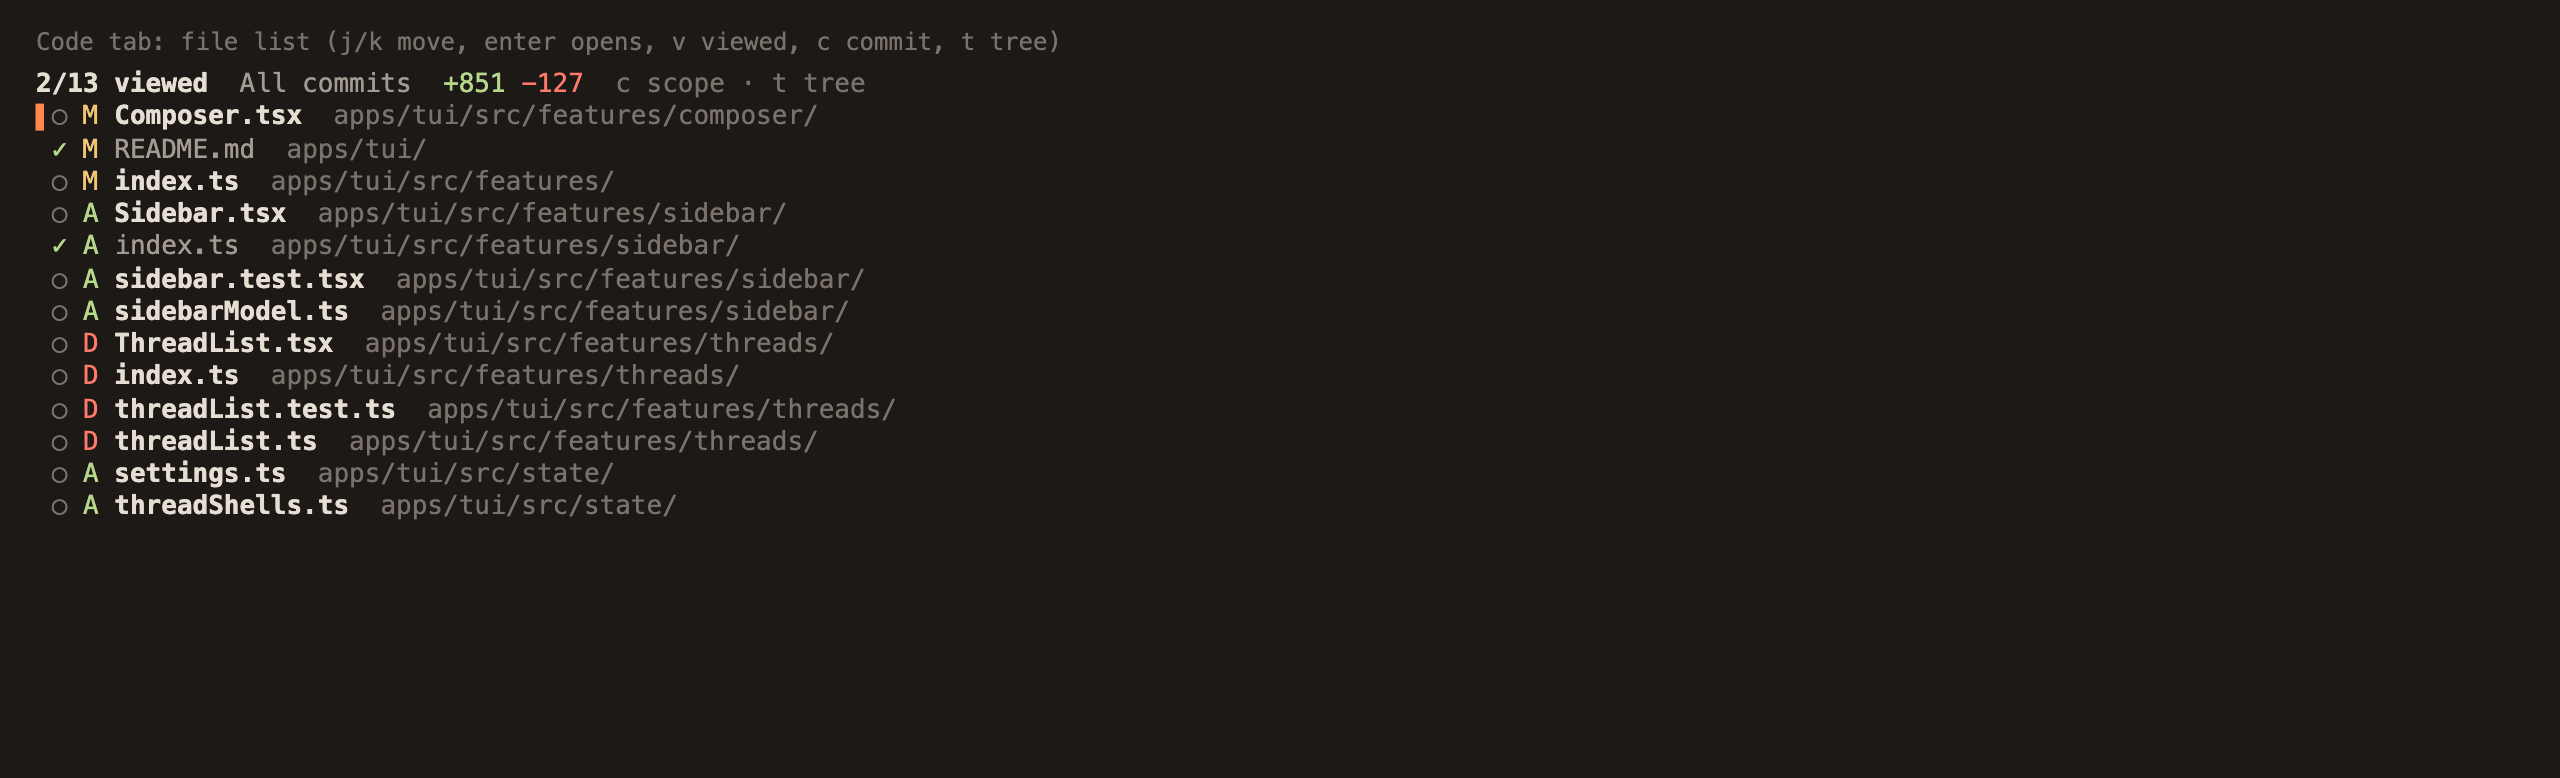 Code tab: file list (j/k move, enter opens, v viewed, c commit, t tree)
2/13 viewed  All commits  +851 −127  c scope · t tree
○ M Composer.tsx  apps/tui/src/features/composer/
✓ M README.md  apps/tui/
○ M index.ts  apps/tui/src/features/
○ A Sidebar.tsx  apps/tui/src/features/sidebar/
✓ A index.ts  apps/tui/src/features/sidebar/
○ A sidebar.test.tsx  apps/tui/src/features/sidebar/
○ A sidebarModel.ts  apps/tui/src/features/sidebar/
○ D ThreadList.tsx  apps/tui/src/features/threads/
○ D index.ts  apps/tui/src/features/threads/
○ D threadList.test.ts  apps/tui/src/features/threads/
○ D threadList.ts  apps/tui/src/features/threads/
○ A settings.ts  apps/tui/src/state/
○ A threadShells.ts  apps/tui/src/state/